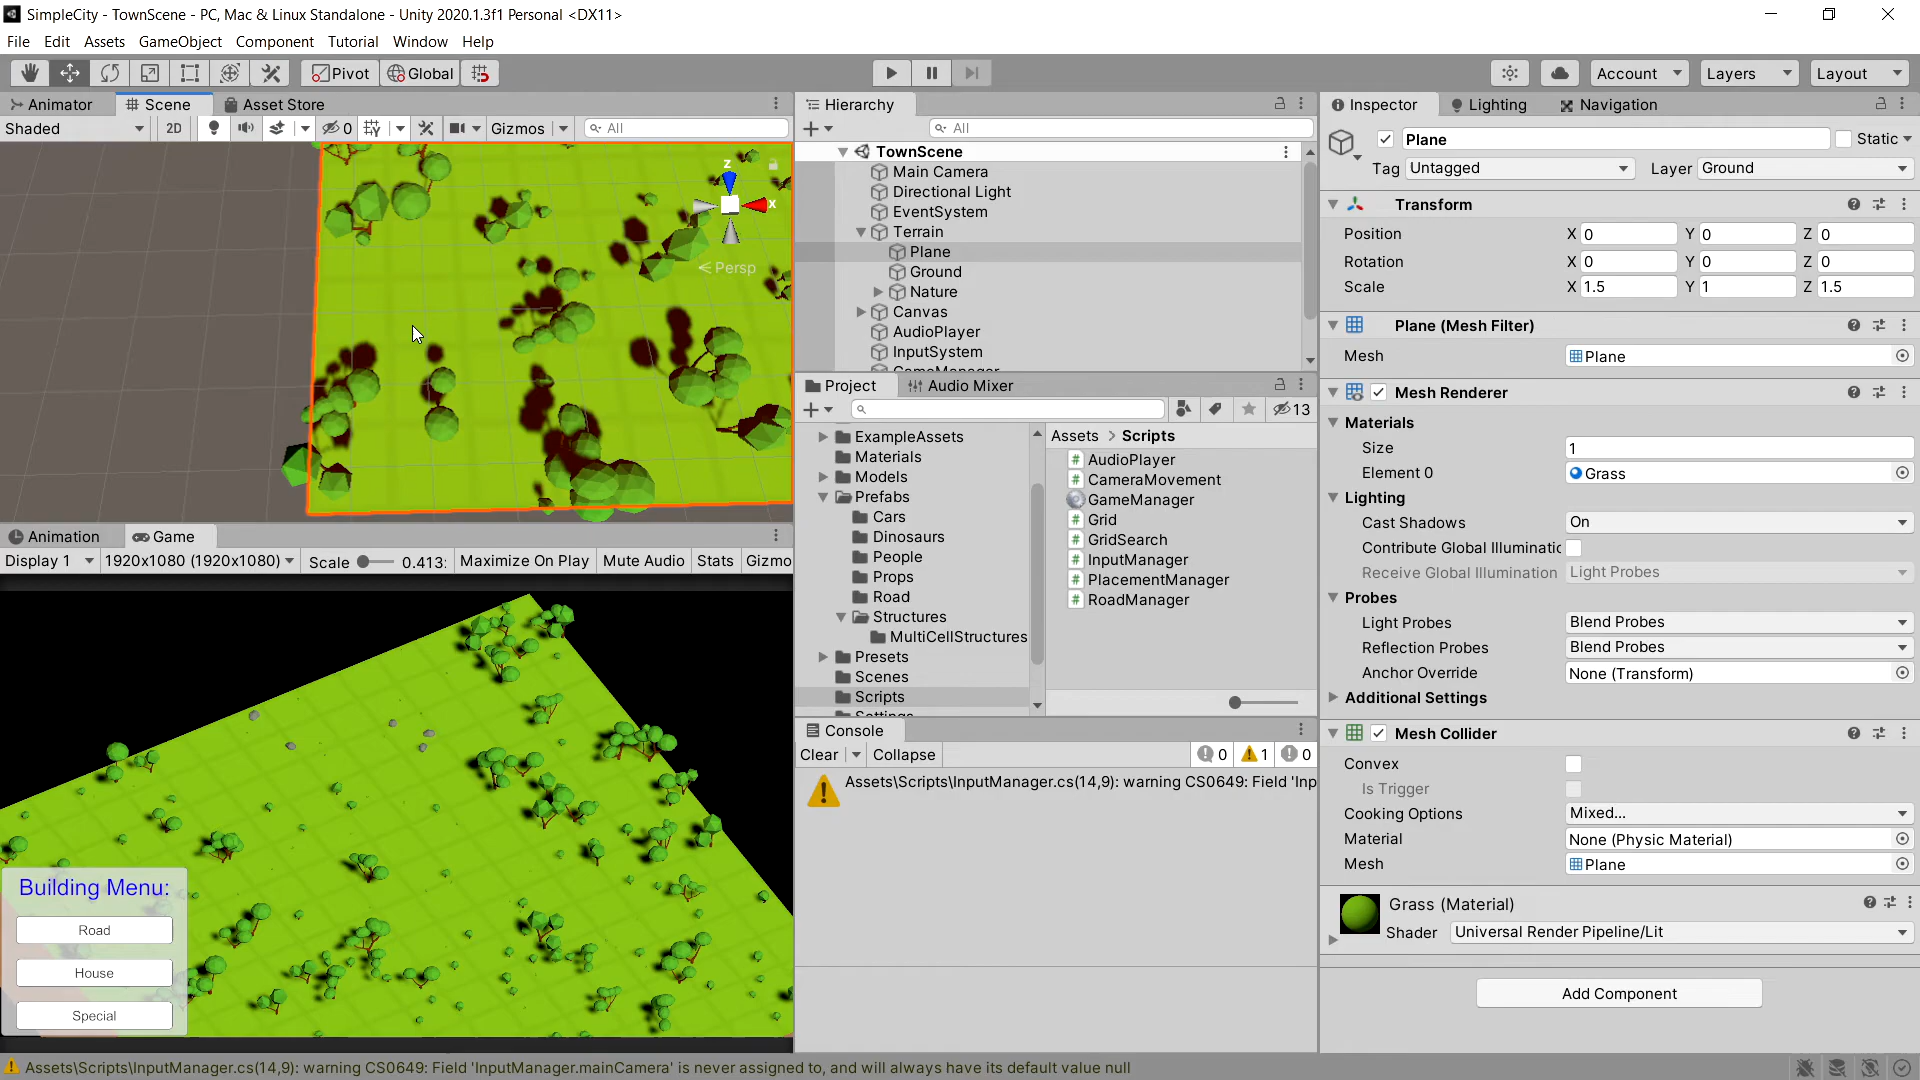 SimpleCity - TownScene - PC, Mac & Linux Standalone - Unity 2020.1.3f1 Personal <DX11>
File Edit Assets GameObject Component Tutorial Window Help
Pivot Global Account Layers Layout
Animator Scene Asset Store
Shaded 2D 0 Gizmos All
z
x
Persp
Animation Game
Display 1 1920x1080 (1920x1080) Scale 0.413: Maximize On Play Mute Audio Stats Gizmo
Building Menu:
Road
House
Special
Hierarchy
All
TownScene
Main Camera
Directional Light
EventSystem
Terrain
Plane
Ground
Nature
Canvas
AudioPlayer
InputSystem
GameManager
Project Audio Mixer
13
ExampleAssets
Materials
Models
Prefabs
Cars
Dinosaurs
People
Props
Road
Structures
MultiCellStructures
Presets
Scenes
Scripts
Settings
Assets > Scripts
AudioPlayer
CameraMovement
GameManager
Grid
GridSearch
InputManager
PlacementManager
RoadManager
Console
Clear Collapse 0 1 0
Assets\Scripts\InputManager.cs(14,9): warning CS0649: Field 'Inp
Inspector Lighting Navigation
Plane Static
Tag Untagged Layer Ground
Transform
Position X 0 Y 0 Z 0
Rotation X 0 Y 0 Z 0
Scale X 1.5 Y 1 Z 1.5
Plane (Mesh Filter)
Mesh Plane
Mesh Renderer
Materials
Size 1
Element 0 Grass
Lighting
Cast Shadows On
Contribute Global Illuminatic
Receive Global Illumination Light Probes
Probes
Light Probes Blend Probes
Reflection Probes Blend Probes
Anchor Override None (Transform)
Additional Settings
Mesh Collider
Convex
Is Trigger
Cooking Options Mixed...
Material None (Physic Material)
Mesh Plane
Grass (Material)
Shader Universal Render Pipeline/Lit
Add Component
Assets\Scripts\InputManager.cs(14,9): warning CS0649: Field 'InputManager.mainCamera' is never assigned to, and will always have its default value null